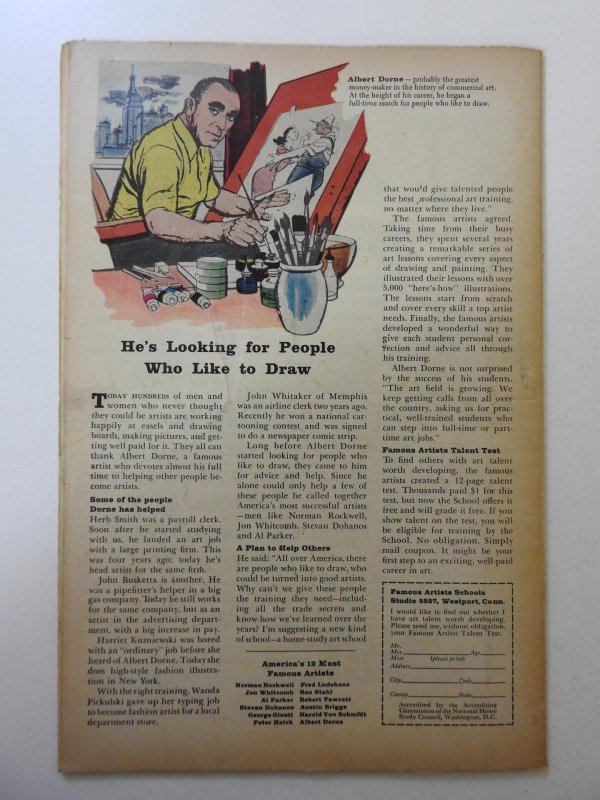 Albert Dorne — probably the greatest
money-maker in the history of commercial art.
At the height of his career, he began a
full-time search for people who like to draw.
He's Looking for People
Who Like to Draw
TODAY HUNDREDS of men and
women who never thought
they could be artists are working
happily at easels and drawing
boards, making pictures, and get-
ting well paid for it. They all can
thank Albert Dorne, a famous
artist who devotes almost his full
time to helping other people be-
come artists.
Some of the people
Dorne has helped
Herb Smith was a payroll clerk.
Soon after he started studying
with us, he landed an art job
with a large printing firm. This
was four years ago; today he's
head artist for the same firm.
John Busketta is another. He
was a pipefitter's helper in a big
gas company. Today he still works
for the same company, but as an
artist in the advertising depart-
ment, with a big increase in pay.
Harriet Kuzniewski was bored
with an "ordinary" job before she
heard of Albert Dorne. Today she
does high-style fashion illustra-
tion in New York.
With the right training, Wanda
Pickulski gave up her typing job
to become fashion artist for a local
department store.
John Whitaker of Memphis
was an airline clerk two years ago.
Recently he won a national car-
tooning contest and was signed
to do a newspaper comic strip.
Long before Albert Dorne
started looking for people who
like to draw, they came to him
for advice and help. Since he
alone could only help a few of
these people he called together
America's most successful artists
—men like Norman Rockwell,
Jon Whitcomb, Stevan Dohanos
and Al Parker.
A Plan to Help Others
He said: "All over America, there
are people who like to draw, who
could be turned into good artists.
Why can't we give these people
the training they need—includ-
ing all the trade secrets and
know-how we've learned over the
years? I'm suggesting a new kind
of school—a home-study art school
America's 12 Most
Famous Artists
Norman Rockwell Fred Ludekens
Jon Whitcomb Ben Stahl
Al Parker Robert Fawcett
Stevan Dohanos Austin Briggs
George Giusti Harold Von Schmidt
Peter Helck Albert Dorne
that would give talented people
the best professional art training,
no matter where they live."
The famous artists agreed.
Taking time from their busy
careers, they spent several years
creating a remarkable series of
art lessons covering every aspect
of drawing and painting. They
illustrated their lessons with over
5,000 "here's-how" illustrations.
The lessons start from scratch
and cover every skill a top artist
needs. Finally, the famous artists
developed a wonderful way to
give each student personal cor-
rection and advice all through
his training.
Albert Dorne is not surprised
by the success of his students.
"The art field is growing. We
keep getting calls from all over
the country, asking us for prac-
tical, well-trained students who
can step into full-time or part-
time art jobs."
Famous Artists Talent Test
To find others with art talent
worth developing, the famous
artists created a 12-page talent
test. Thousands paid $1 for this
test, but now the School offers it
free and will grade it free. If you
show talent on the test, you will
be eligible for training by the
School. No obligation. Simply
mail coupon. It might be your
first step to an exciting, well-paid
career in art.
Famous Artists Schools
Studio 5527, Westport, Conn.
I would like to find out whether I
have art talent worth developing.
Please send me, without obligation,
your Famous Artists Talent Test.
Mr.
Mrs. Age
Miss (please print)
Address
City Zone
County State
Accredited by the Accrediting
Commission of the National Home
Study Council, Washington, D.C.